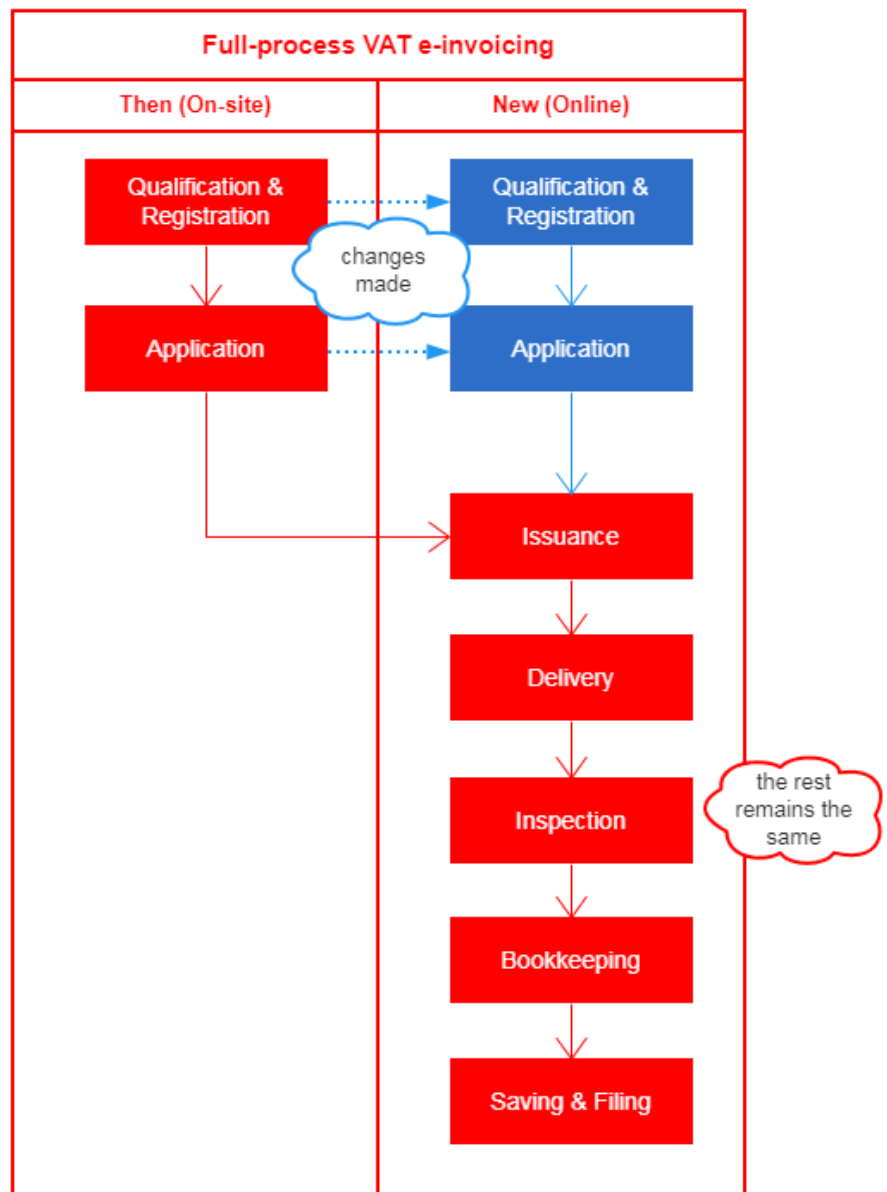 Full-process VAT e-invoicing
Then (On-site)
New (Online)
Qualification &
Registration
Qualification &
Registration
changes
made
Application
Application
Issuance
Delivery
Inspection
the rest
remains the
same
Bookkeeping
Saving & Filing